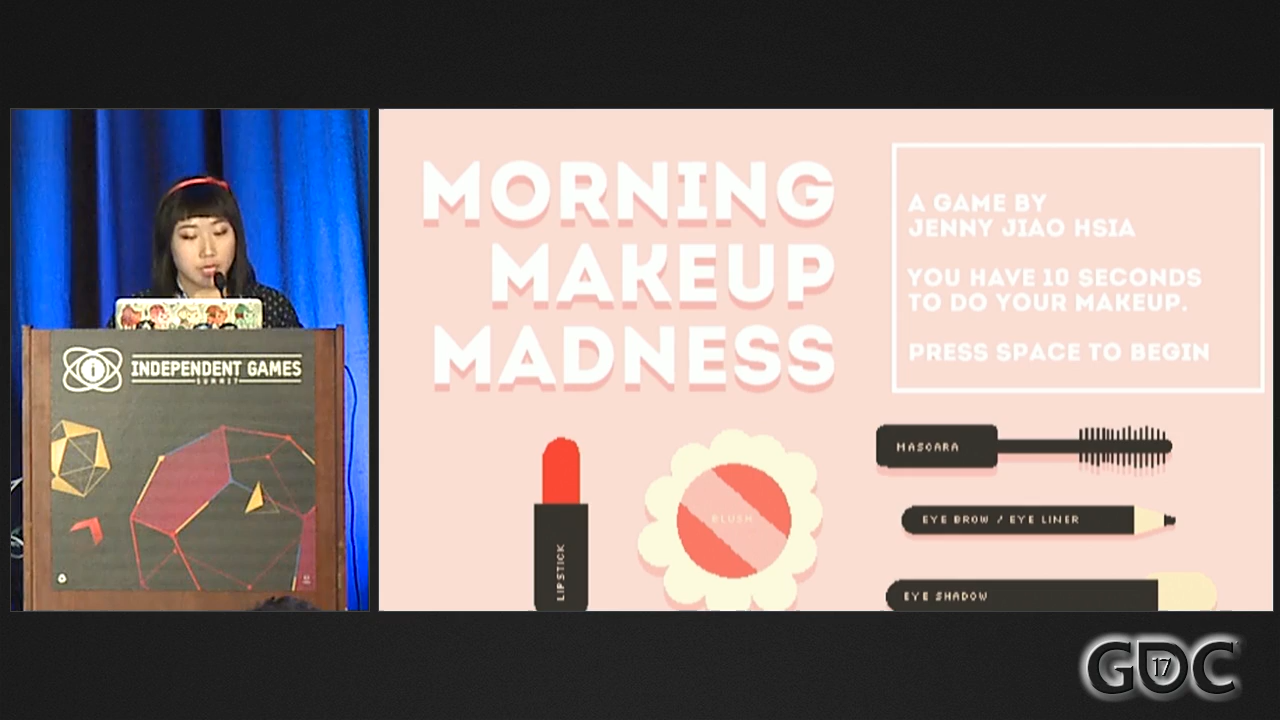 INDEPENDENT GAMES
SUMMIT
MORNING
MAKEUP
MADNESS
A GAME BY
JENNY JIAO HSIA
YOU HAVE 10 SECONDS
TO DO YOUR MAKEUP.
PRESS SPACE TO BEGIN
LIPSTICK
BLUSH
MASCARA
EYE BROW / EYE LINER
EYE SHADOW
GDC
17